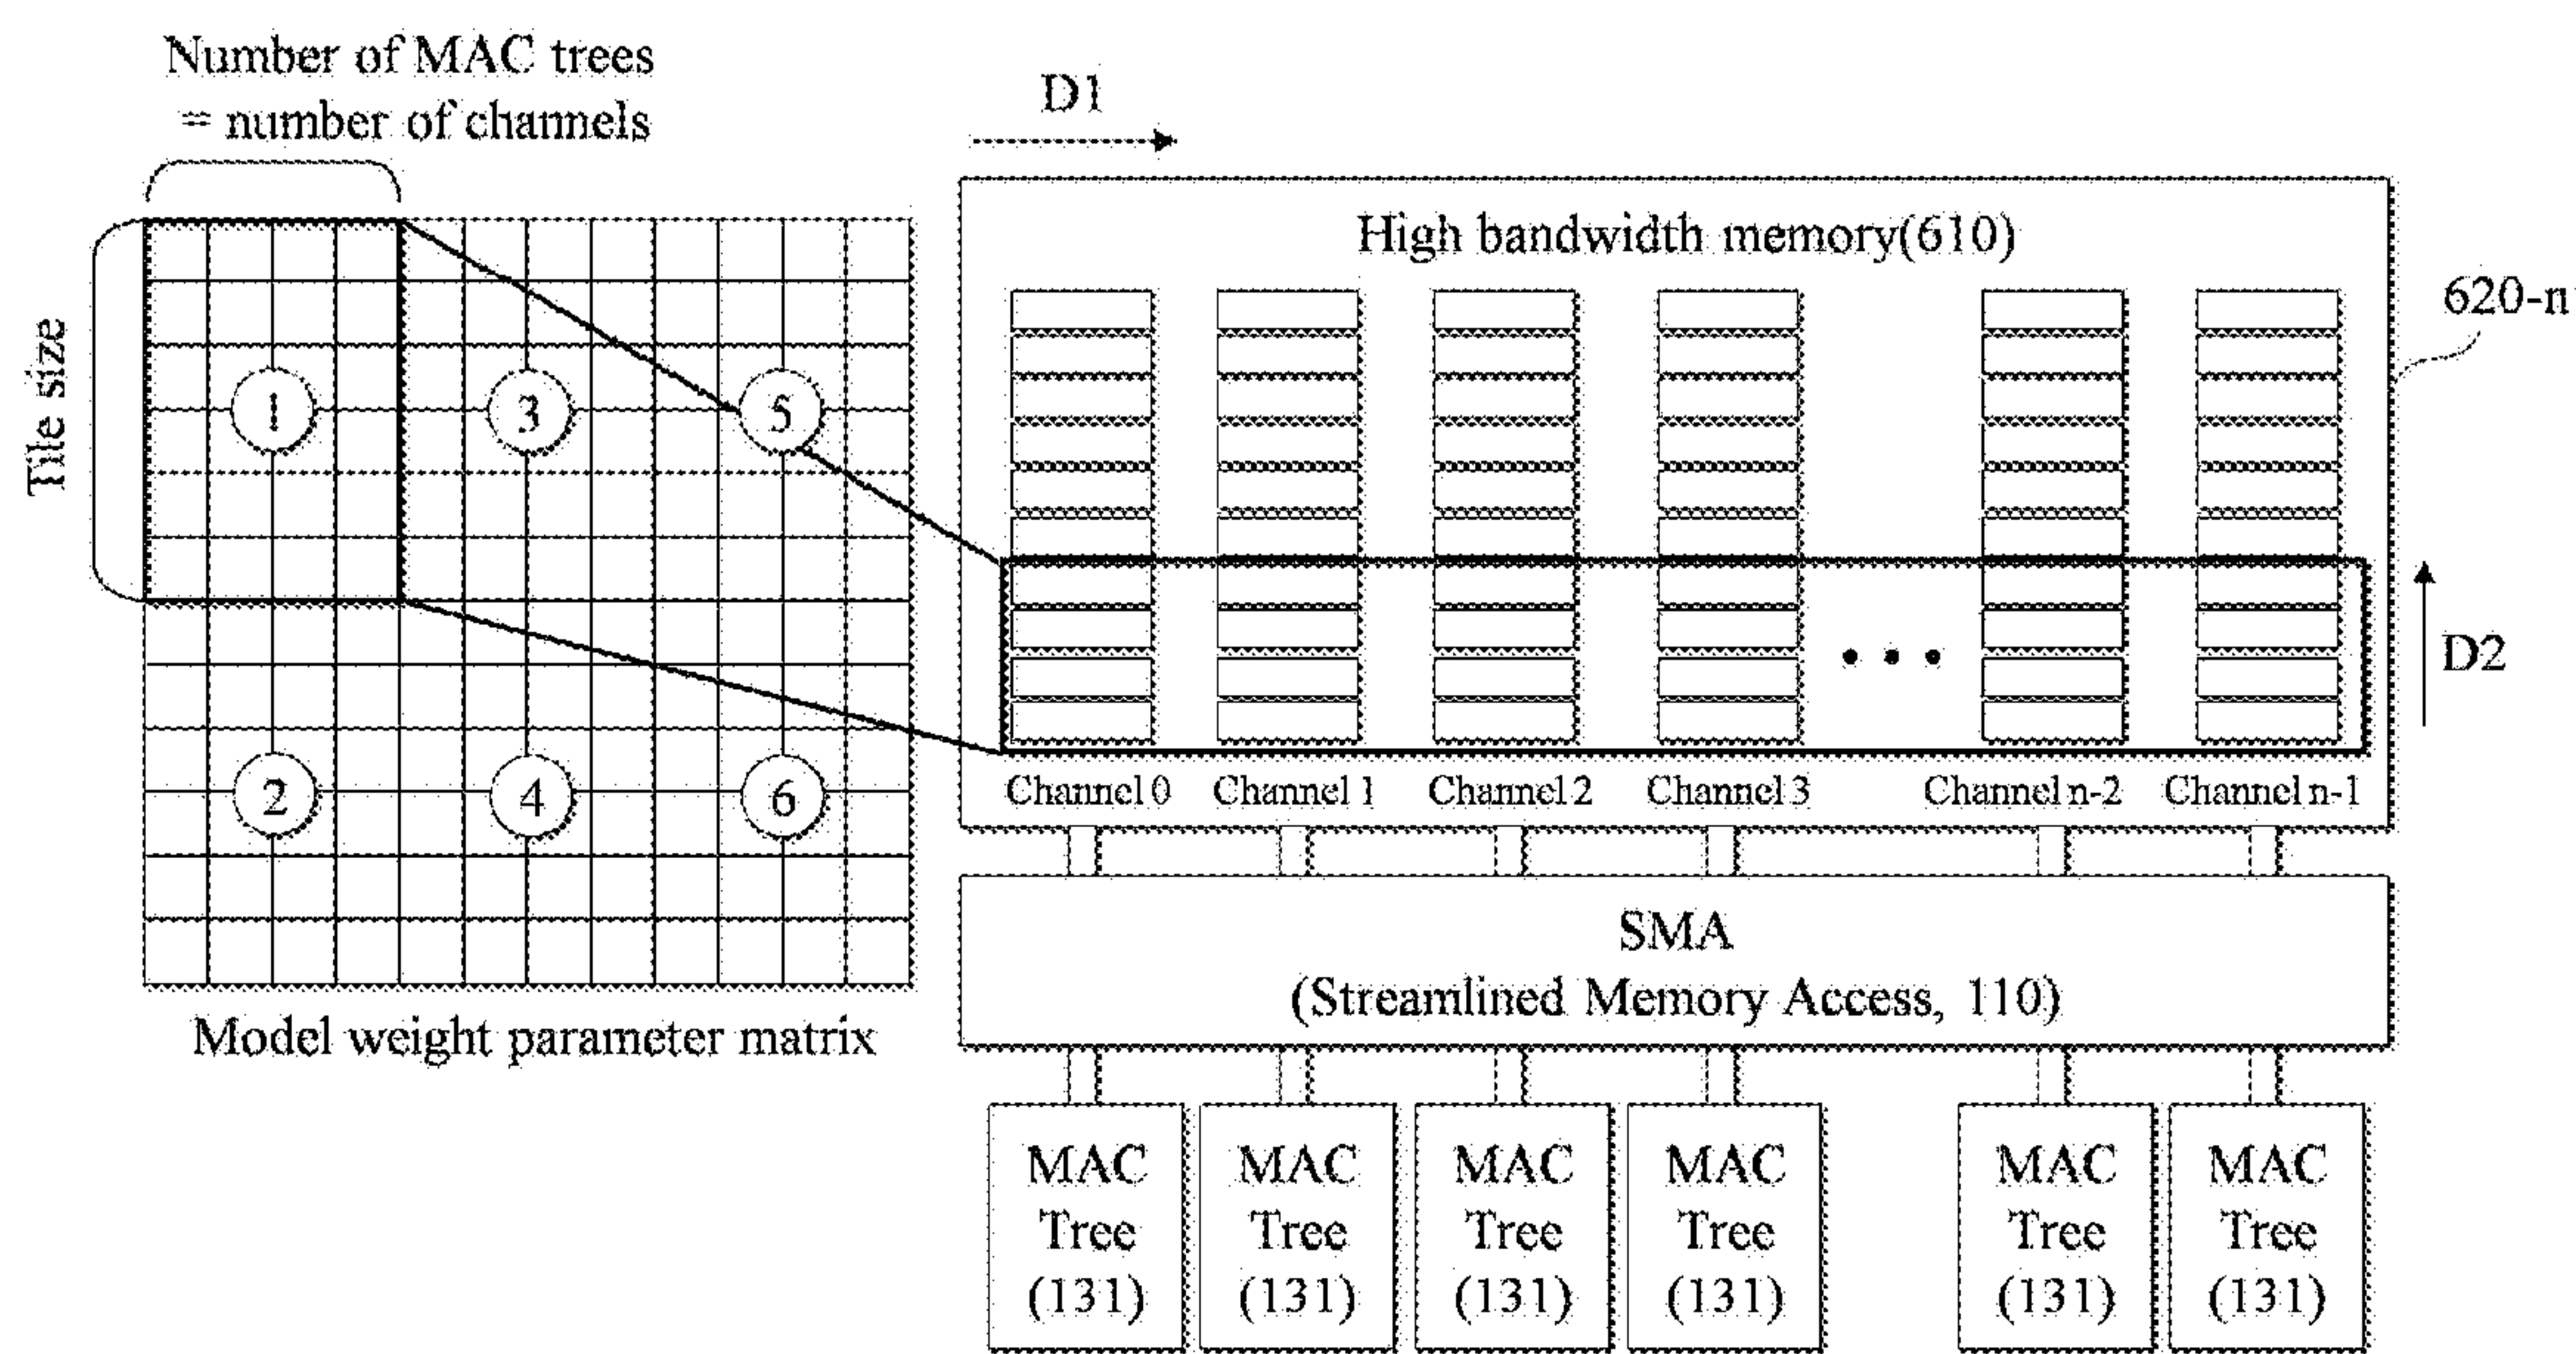 Number of MAC trees
= number of channels
D1
High bandwidth memory(610)
620-n
Tile size
1
3
5
2
4
6
D2
• • •
Channel 0
Channel 1
Channel 2
Channel 3
Channel n-2
Channel n-1
SMA
(Streamlined Memory Access, 110)
Model weight parameter matrix
MAC
Tree
(131)
MAC
Tree
(131)
MAC
Tree
(131)
MAC
Tree
(131)
MAC
Tree
(131)
MAC
Tree
(131)